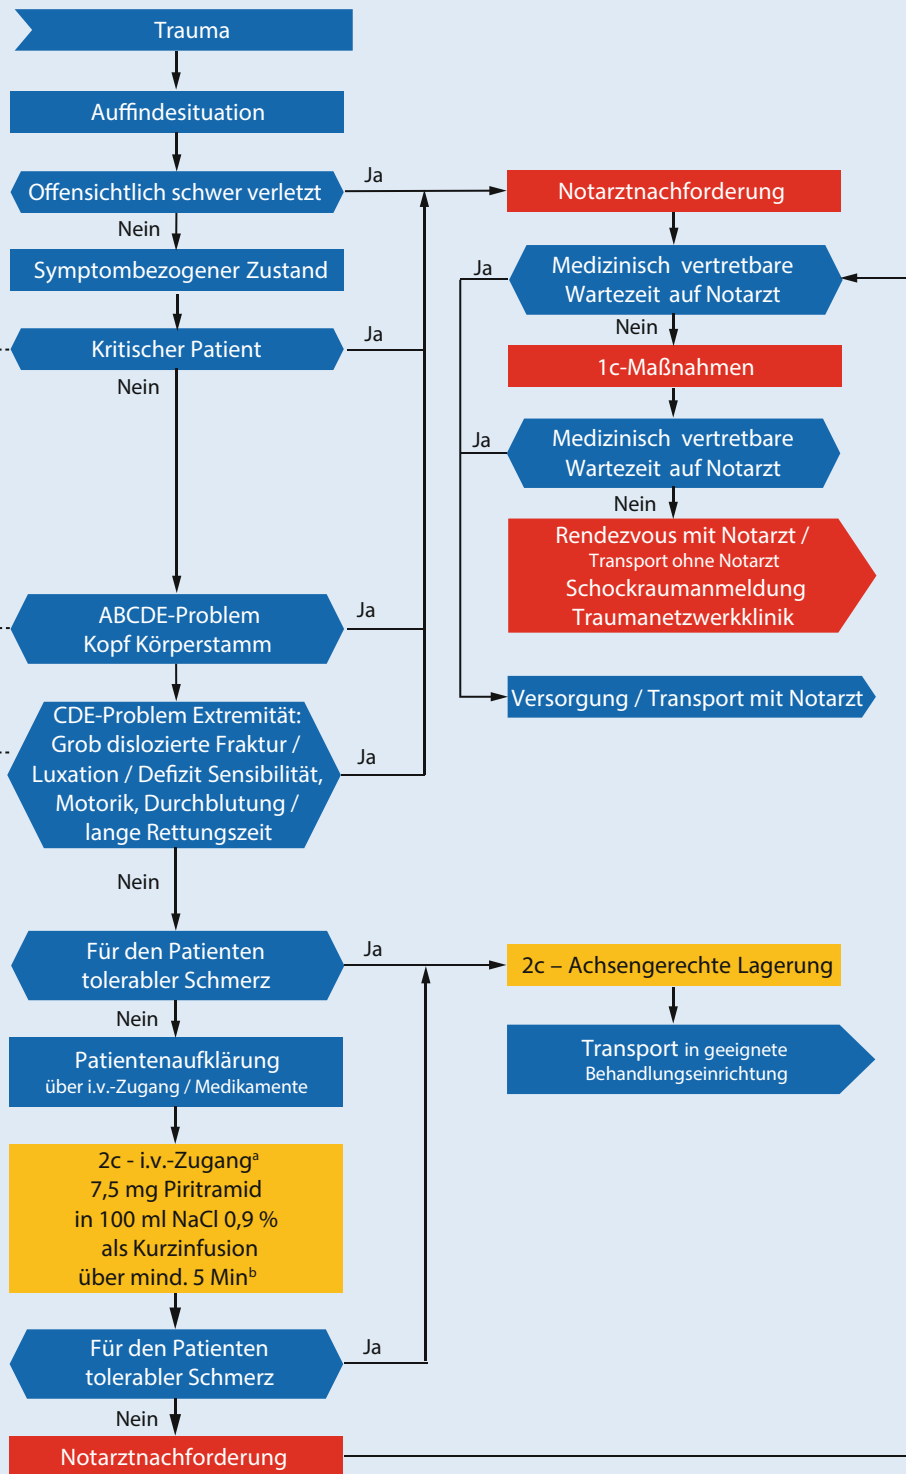 Trauma
Auffindesituation
Offensichtlich schwer verletzt
Ja
Nein
Symptombezogener Zustand
Kritischer Patient
Ja
Nein
ABCDE-Problem
Kopf Körperstamm
Ja
CDE-Problem Extremität:
Grob dislozierte Fraktur /
Luxation / Defizit Sensibilität,
Motorik, Durchblutung /
lange Rettungszeit
Ja
Nein
Für den Patienten
tolerabler Schmerz
Ja
Nein
Patientenaufklärung
über i.v.-Zugang / Medikamente
2c - i.v.-Zugangᵃ
7,5 mg Piritramid
in 100 ml NaCl 0,9 %
als Kurzinfusion
über mind. 5 Minᵇ
Für den Patienten
tolerabler Schmerz
Ja
Nein
Notarztnachforderung
Notarztnachforderung
Medizinisch vertretbare
Wartezeit auf Notarzt
Ja
Nein
1c-Maßnahmen
Medizinisch vertretbare
Wartezeit auf Notarzt
Ja
Nein
Rendezvous mit Notarzt /
Transport ohne Notarzt
Schockraumanmeldung
Traumanetzwerkklinik
Versorgung / Transport mit Notarzt
2c – Achsengerechte Lagerung
Transport in geeignete
Behandlungseinrichtung